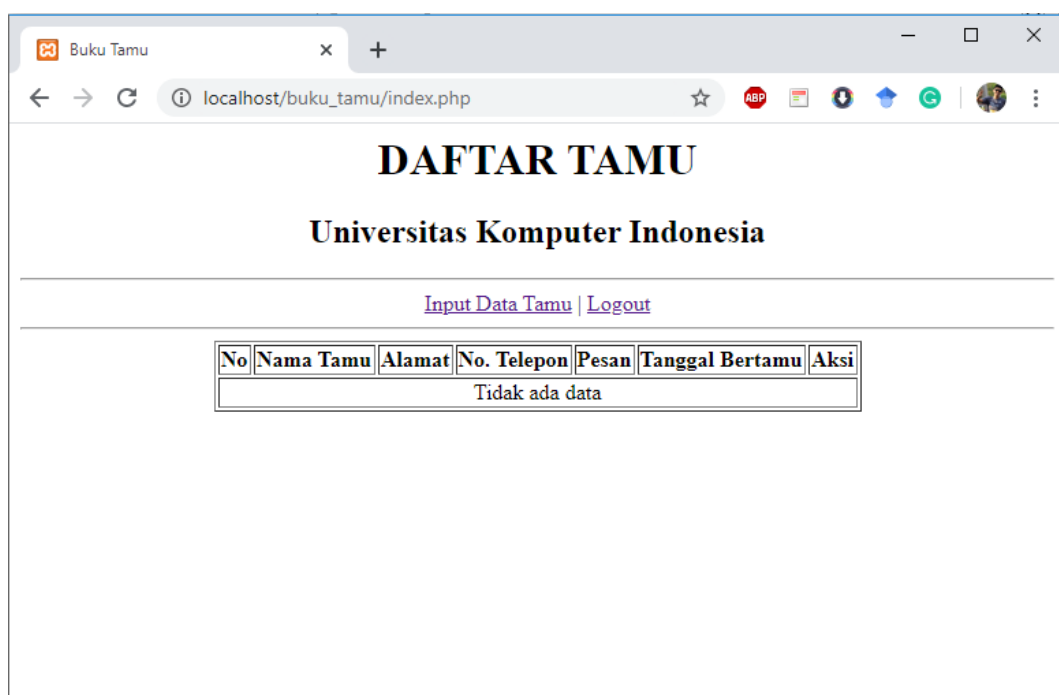 Buku Tamu
localhost/buku_tamu/index.php
ABP
G
DAFTAR TAMU
Universitas Komputer Indonesia
Input Data Tamu | Logout
No Nama Tamu Alamat No. Telepon Pesan Tanggal Bertamu Aksi
Tidak ada data